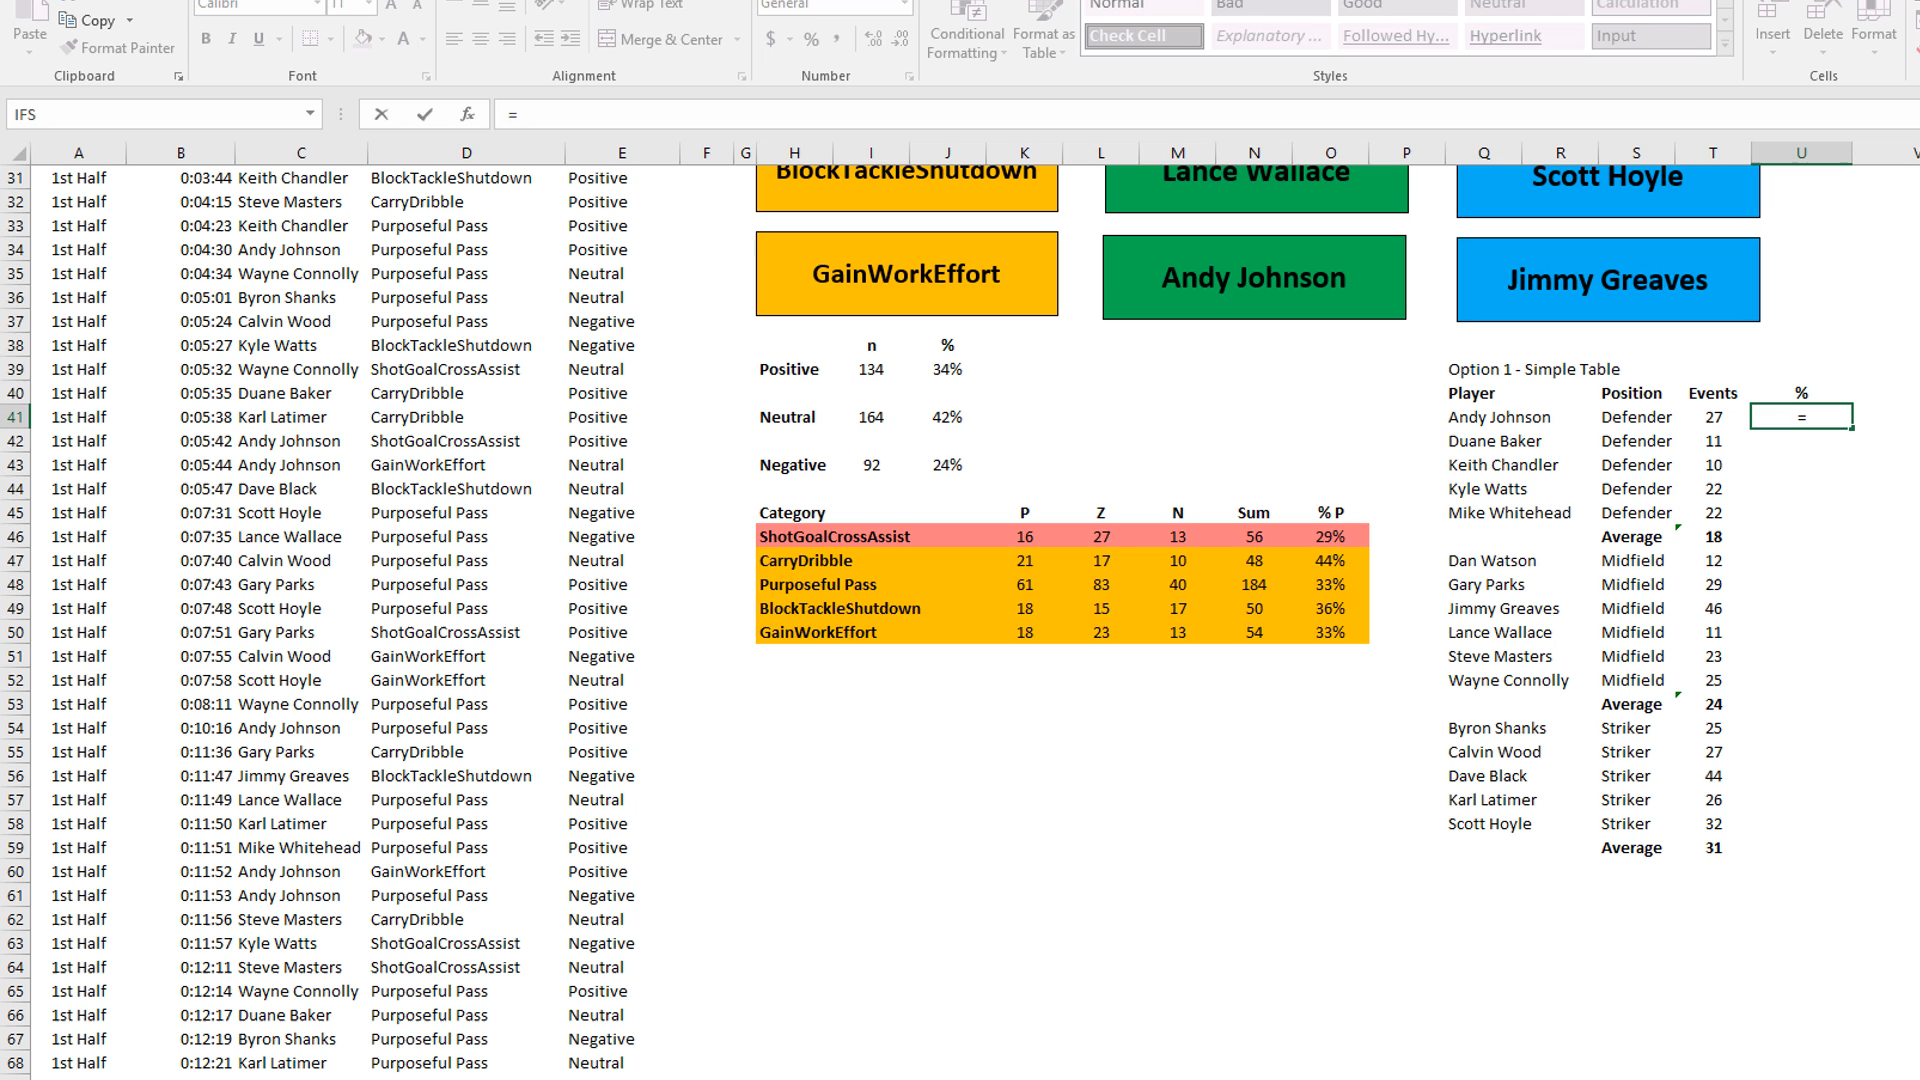 Calibri 11 Wrap Text General Normal Bad Good Neutral Calculation
Paste Copy Format Painter B I U A Merge & Center $ % , Conditional Formatting Format as Table Check Cell Explanatory ... Followed Hy... Hyperlink Input Insert Delete Format
Clipboard Font Alignment Number Styles Cells
IFS fx =
A B C D E F G H I J K L M N O P Q R S T U V
BlockTackleShutdown Lance Wallace Scott Hoyle
GainWorkEffort Andy Johnson Jimmy Greaves
31 1st Half 0:03:44 Keith Chandler BlockTackleShutdown Positive
32 1st Half 0:04:15 Steve Masters CarryDribble Positive
33 1st Half 0:04:23 Keith Chandler Purposeful Pass Positive
34 1st Half 0:04:30 Andy Johnson Purposeful Pass Positive
35 1st Half 0:04:34 Wayne Connolly Purposeful Pass Neutral
36 1st Half 0:05:01 Byron Shanks Purposeful Pass Neutral
37 1st Half 0:05:24 Calvin Wood Purposeful Pass Negative
38 1st Half 0:05:27 Kyle Watts BlockTackleShutdown Negative n %
39 1st Half 0:05:32 Wayne Connolly ShotGoalCrossAssist Neutral Positive 134 34% Option 1 - Simple Table
40 1st Half 0:05:35 Duane Baker CarryDribble Positive Player Position Events %
41 1st Half 0:05:38 Karl Latimer CarryDribble Positive Neutral 164 42% Andy Johnson Defender 27 =
42 1st Half 0:05:42 Andy Johnson ShotGoalCrossAssist Positive Duane Baker Defender 11
43 1st Half 0:05:44 Andy Johnson GainWorkEffort Neutral Negative 92 24% Keith Chandler Defender 10
44 1st Half 0:05:47 Dave Black BlockTackleShutdown Neutral Kyle Watts Defender 22
45 1st Half 0:07:31 Scott Hoyle Purposeful Pass Negative Category P Z N Sum % P Mike Whitehead Defender 22
46 1st Half 0:07:35 Lance Wallace Purposeful Pass Negative ShotGoalCrossAssist 16 27 13 56 29% Average 18
47 1st Half 0:07:40 Calvin Wood Purposeful Pass Neutral CarryDribble 21 17 10 48 44% Dan Watson Midfield 12
48 1st Half 0:07:43 Gary Parks Purposeful Pass Positive Purposeful Pass 61 83 40 184 33% Gary Parks Midfield 29
49 1st Half 0:07:48 Scott Hoyle Purposeful Pass Positive BlockTackleShutdown 18 15 17 50 36% Jimmy Greaves Midfield 46
50 1st Half 0:07:51 Gary Parks ShotGoalCrossAssist Positive GainWorkEffort 18 23 13 54 33% Lance Wallace Midfield 11
51 1st Half 0:07:55 Calvin Wood GainWorkEffort Negative Steve Masters Midfield 23
52 1st Half 0:07:58 Scott Hoyle GainWorkEffort Neutral Wayne Connolly Midfield 25
53 1st Half 0:08:11 Wayne Connolly Purposeful Pass Positive Average 24
54 1st Half 0:10:16 Andy Johnson Purposeful Pass Positive Byron Shanks Striker 25
55 1st Half 0:11:36 Gary Parks CarryDribble Positive Calvin Wood Striker 27
56 1st Half 0:11:47 Jimmy Greaves BlockTackleShutdown Negative Dave Black Striker 44
57 1st Half 0:11:49 Lance Wallace Purposeful Pass Neutral Karl Latimer Striker 26
58 1st Half 0:11:50 Karl Latimer Purposeful Pass Positive Scott Hoyle Striker 32
59 1st Half 0:11:51 Mike Whitehead Purposeful Pass Positive Average 31
60 1st Half 0:11:52 Andy Johnson GainWorkEffort Positive
61 1st Half 0:11:53 Andy Johnson Purposeful Pass Negative
62 1st Half 0:11:56 Steve Masters CarryDribble Neutral
63 1st Half 0:11:57 Kyle Watts ShotGoalCrossAssist Negative
64 1st Half 0:12:11 Steve Masters ShotGoalCrossAssist Neutral
65 1st Half 0:12:14 Wayne Connolly Purposeful Pass Positive
66 1st Half 0:12:17 Duane Baker Purposeful Pass Neutral
67 1st Half 0:12:19 Byron Shanks Purposeful Pass Negative
68 1st Half 0:12:21 Karl Latimer Purposeful Pass Neutral